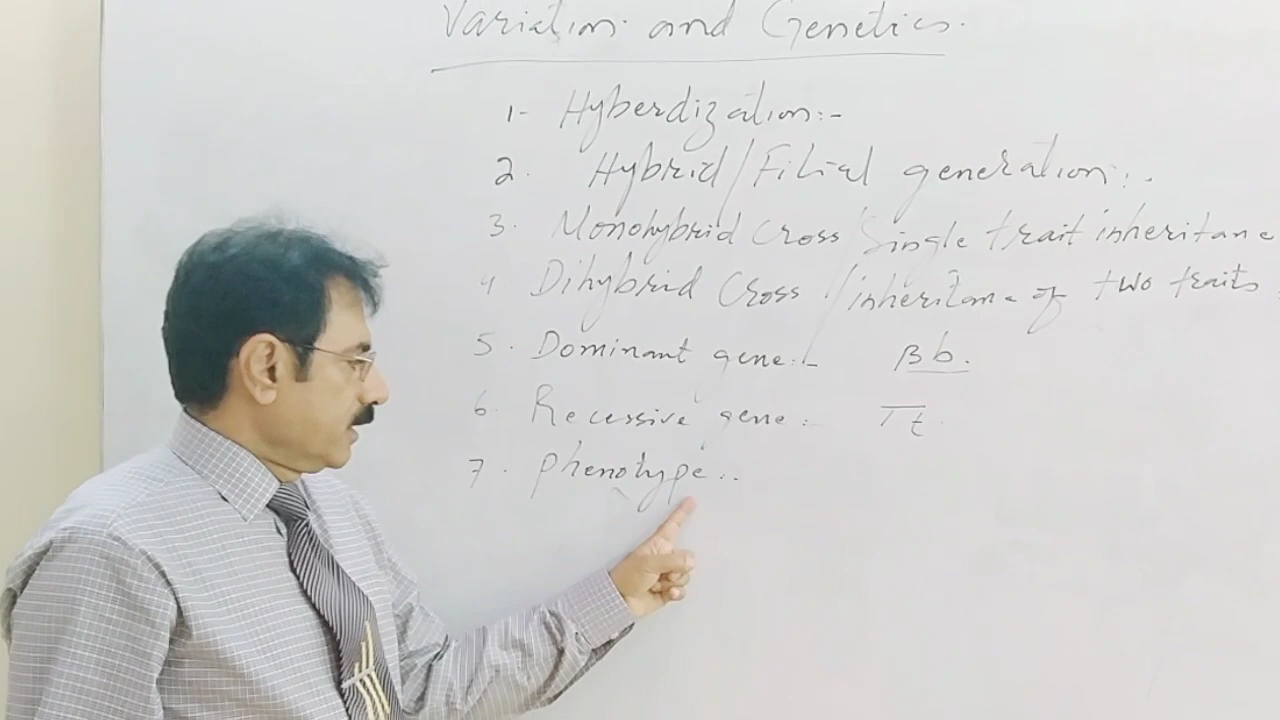 Variation and Genetics.
1- Hyberdization:-
2. Hybrid/Filial generation:.
3. Monohybrid Cross/Single trait inheritance
4 Dihybrid Cross/inheritance of two traits.
5. Dominant gene:- Bb.
6. Recessive gene: Tt.
7. Phenotype..